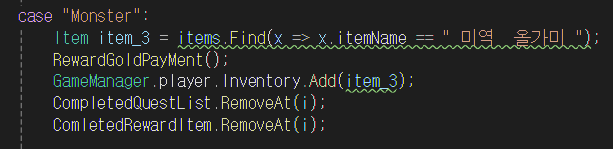 case "Monster":
Item item_3 = items.Find(x => x.itemName == " 미역  올가미 ");
RewardGoldPayMent();
GameManager.player.Inventory.Add(item_3);
CompletedQuestList.RemoveAt(i);
ComletedRewardItem.RemoveAt(i);